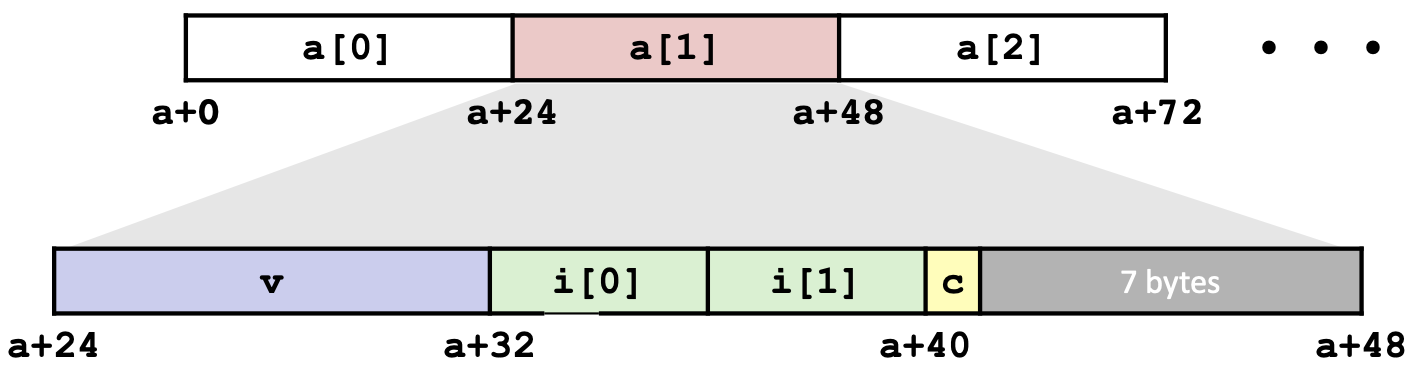 a[0] a[1] a[2] • • •
a+0 a+24 a+48 a+72
v i[0] i[1] c 7 bytes
a+24 a+32 a+40 a+48